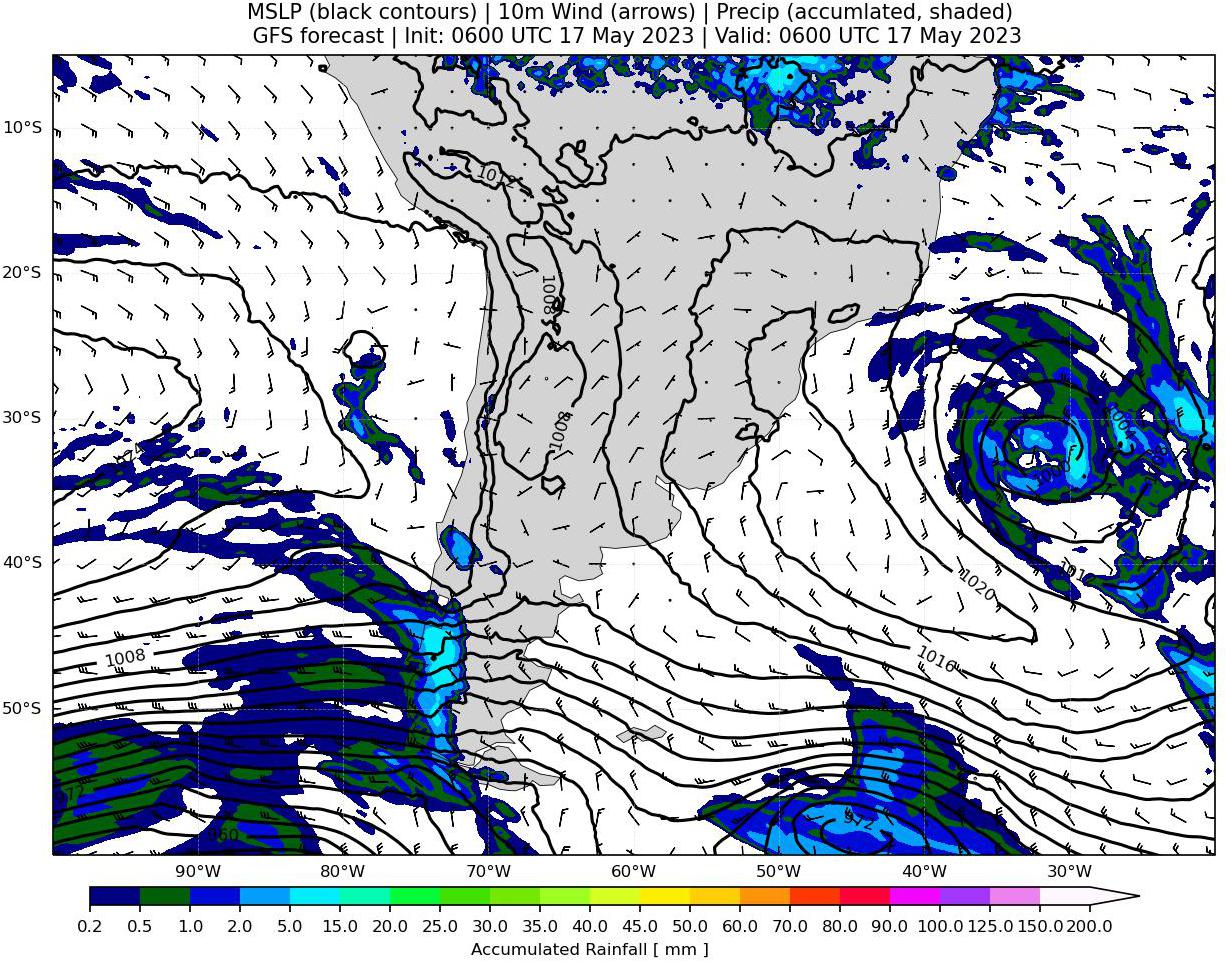 MSLP (black contours) | 10m Wind (arrows) | Precip (accumlated, shaded)
GFS forecast | Init: 0600 UTC 17 May 2023 | Valid: 0600 UTC 17 May 2023
10°S
1012
20°S
1008
30°S
1008
1004
1000
40°S
1020
1008
1016
50°S
972
960
972
90°W 80°W 70°W 60°W 50°W 40°W 30°W
0.2 0.5 1.0 2.0 5.0 10.0 15.0 20.0 25.0 30.0 35.0 40.0 45.0 50.0 60.0 70.0 80.0 90.0 100.0 125.0 150.0 200.0
Accumulated Rainfall [ mm ]